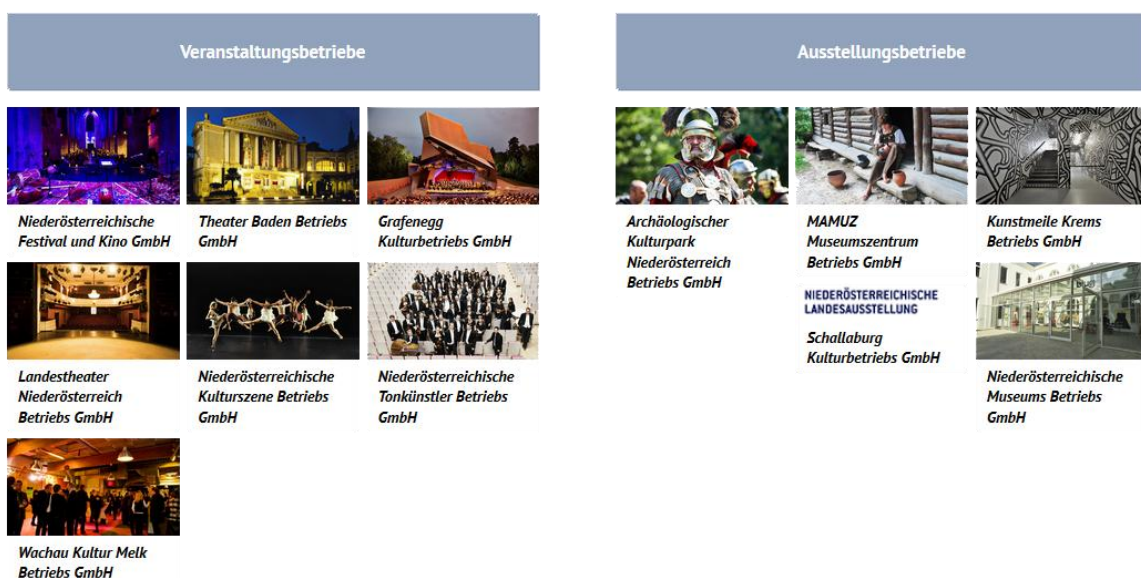 Veranstaltungsbetriebe
Niederösterreichische
Festival und Kino GmbH
Theater Baden Betriebs
GmbH
Grafenegg
Kulturbetriebs GmbH
Landestheater
Niederösterreich
Betriebs GmbH
Niederösterreichische
Kulturszene Betriebs
GmbH
Niederösterreichische
Tonkünstler Betriebs
GmbH
Wachau Kultur Melk
Betriebs GmbH
Ausstellungsbetriebe
Archäologischer
Kulturpark
Niederösterreich
Betriebs GmbH
MAMUZ
Museumszentrum
Betriebs GmbH
Kunstmeile Krems
Betriebs GmbH
NIEDERÖSTERREICHISCHE
LANDESAUSSTELLUNG
Schallaburg
Kulturbetriebs GmbH
Niederösterreichische
Museums Betriebs
GmbH